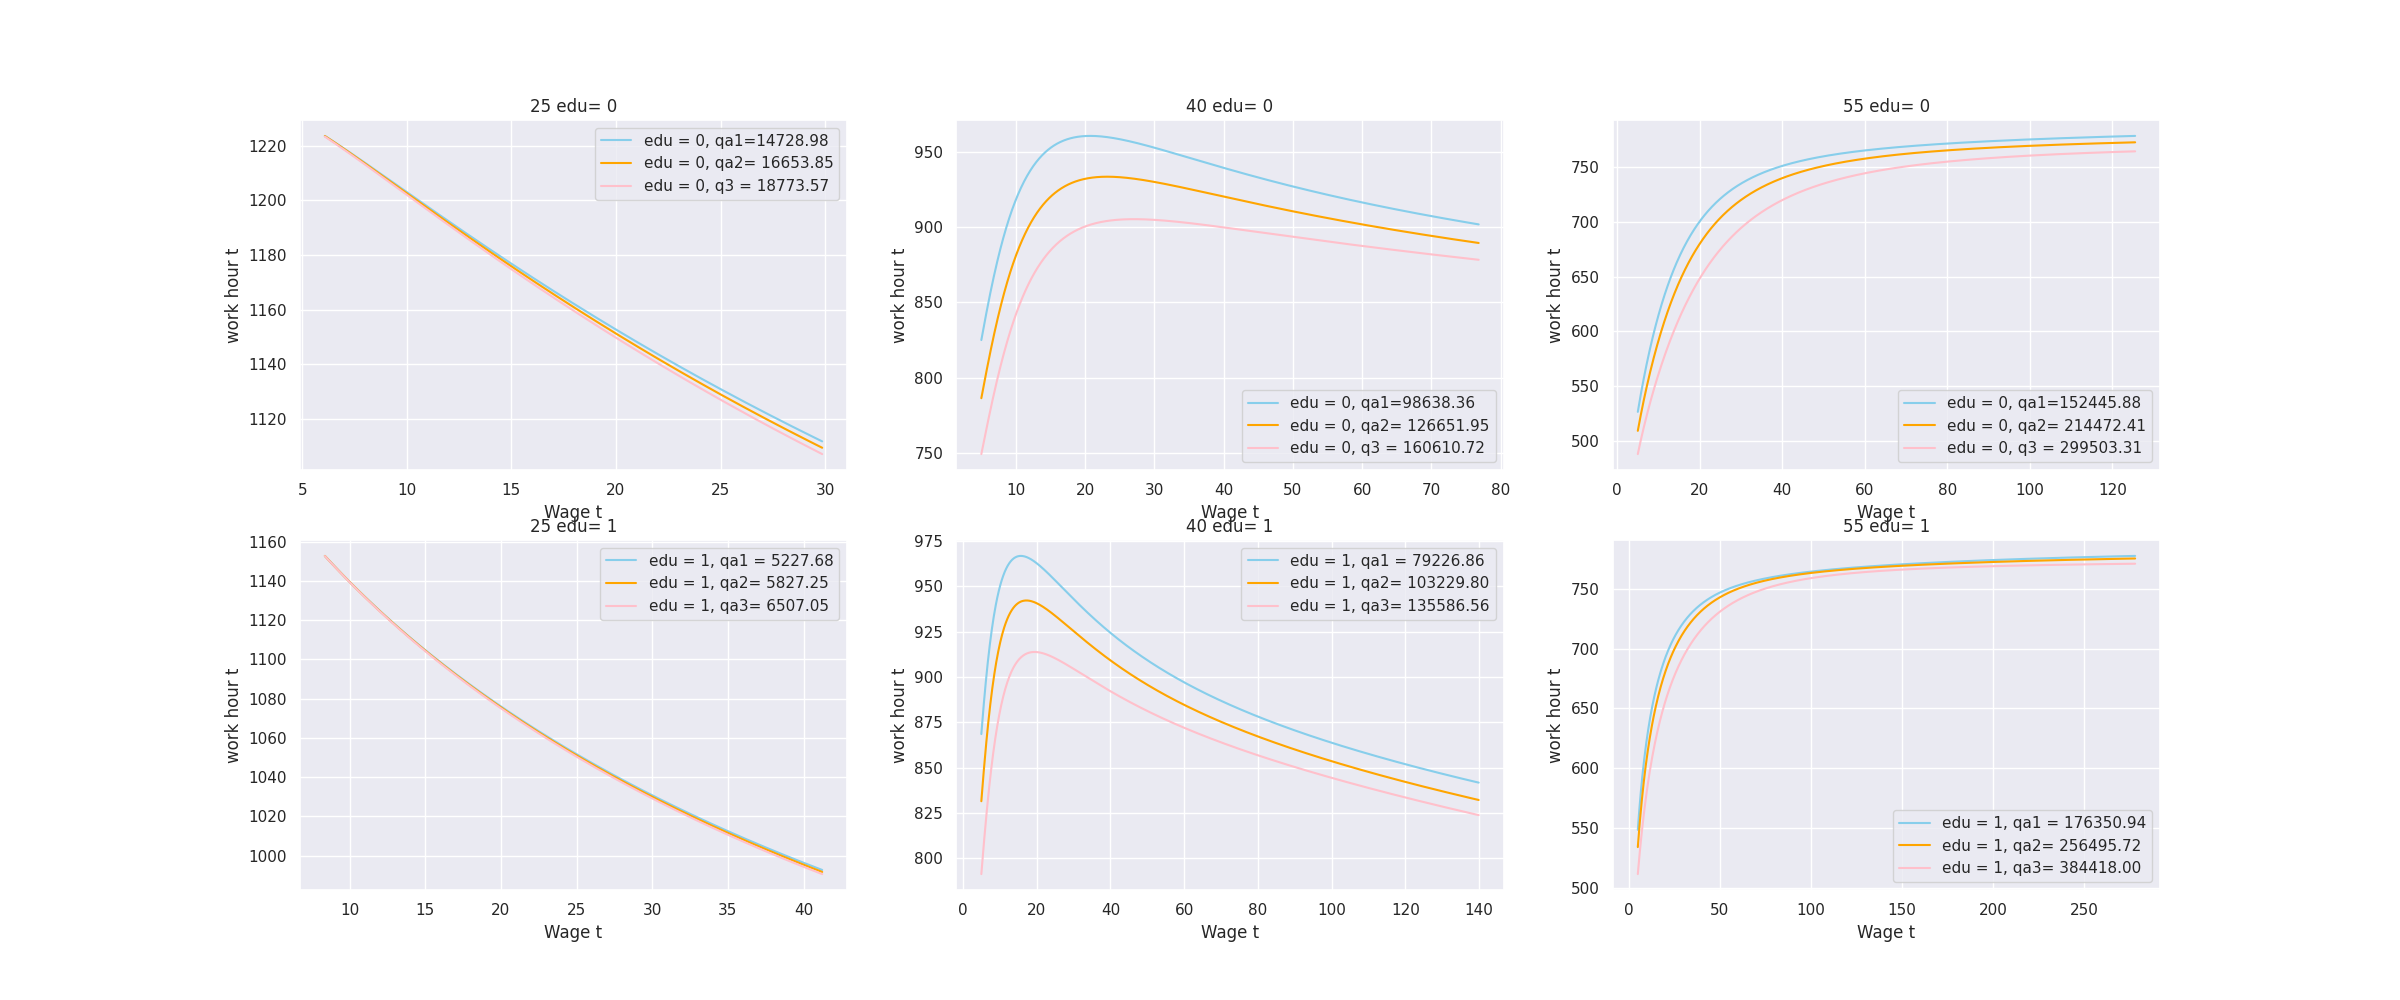 25 edu= 0
work hour t
1220
1200
1180
1160
1140
1120
edu = 0, qa1=14728.98
edu = 0, qa2= 16653.85
edu = 0, q3 = 18773.57
5 10 15 20 25 30
Wage t
40 edu= 0
work hour t
950
900
850
800
750
edu = 0, qa1=98638.36
edu = 0, qa2= 126651.95
edu = 0, q3 = 160610.72
10 20 30 40 50 60 70 80
Wage t
55 edu= 0
work hour t
750
700
650
600
550
500
edu = 0, qa1=152445.88
edu = 0, qa2= 214472.41
edu = 0, q3 = 299503.31
0 20 40 60 80 100 120
Wage t
25 edu= 1
work hour t
1160
1140
1120
1100
1080
1060
1040
1020
1000
edu = 1, qa1 = 5227.68
edu = 1, qa2= 5827.25
edu = 1, qa3= 6507.05
10 15 20 25 30 35 40
Wage t
40 edu= 1
work hour t
975
950
925
900
875
850
825
800
edu = 1, qa1 = 79226.86
edu = 1, qa2= 103229.80
edu = 1, qa3= 135586.56
0 20 40 60 80 100 120 140
Wage t
55 edu= 1
work hour t
750
700
650
600
550
500
edu = 1, qa1 = 176350.94
edu = 1, qa2= 256495.72
edu = 1, qa3= 384418.00
0 50 100 150 200 250
Wage t